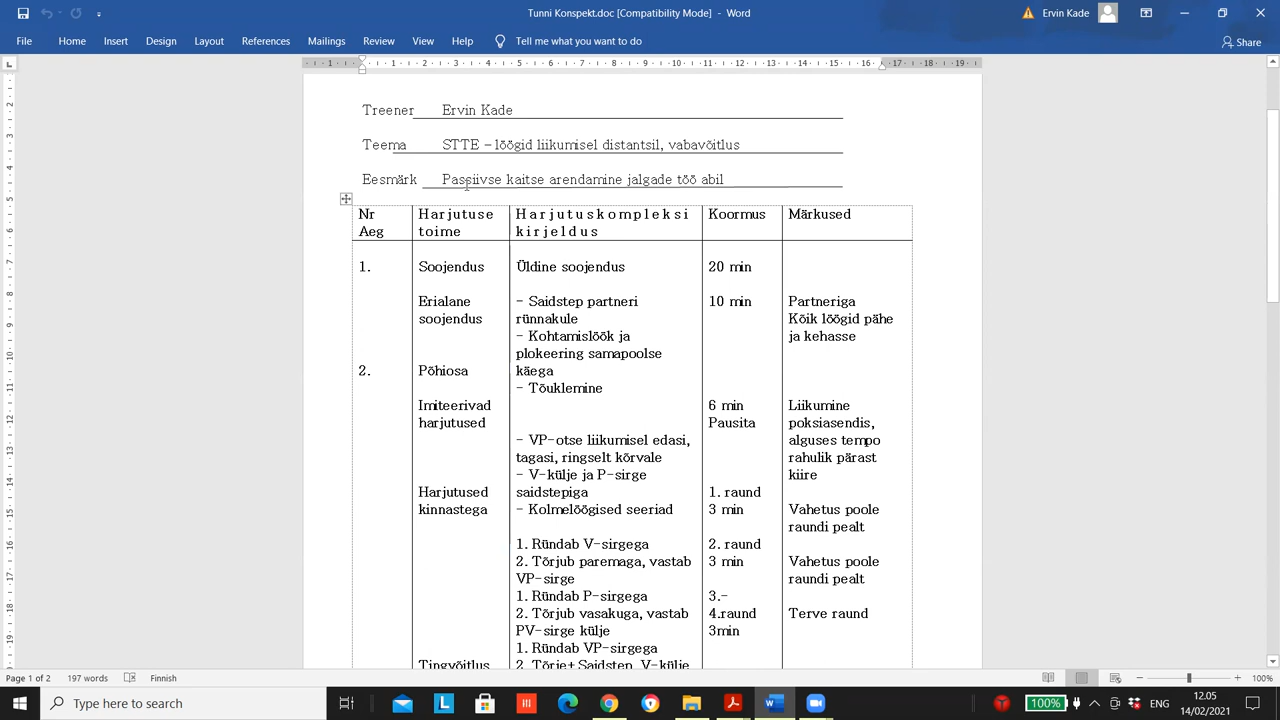 Tunni Konspekt.doc [Compatibility Mode] - Word
Ervin Kade
File Home Insert Design Layout References Mailings Review View Help Tell me what you want to do
Share
Treener Ervin Kade
Teema STTE – löögid liikumisel distantsil, vabavõitlus
Eesmärk Passiivse kaitse arendamine jalgade töö abil
Nr Aeg
Harjutuse toime
Harjutuskompleksi kirjeldus
Koormus
Märkused
1. Soojendus Üldine soojendus 20 min
Erialane - Saidstep partneri 10 min Partneriga
soojendus rünnakule Kõik löögid pähe
- Kohtamislöök ja ja kehasse
plokeering samapoolse
2. Põhiosa käega
- Tõuklemine
Imiteerivad 6 min Liikumine
harjutused Pausita poksiasendis,
- VP-otse liikumisel edasi, alguses tempo
tagasi, ringselt kõrvale rahulik pärast
- V-külje ja P-sirge kiire
Harjutused saidstepiga 1. raund
kinnastega - Kolmelöögised seeriad 3 min Vahetus poole
raundi pealt
1. Ründab V-sirgega 2. raund
2. Tõrjub paremaga, vastab 3 min Vahetus poole
VP-sirge raundi pealt
1. Ründab P-sirgega 3.-
2. Tõrjub vasakuga, vastab 4.raund Terve raund
PV-sirge külje 3min
1. Ründab VP-sirgega
Tingvõitlus 2. Tõrje+ Saidstep, V-külje
Page 1 of 2 197 words Finnish 100%
Type here to search
100% ENG
12.05
14/02/2021